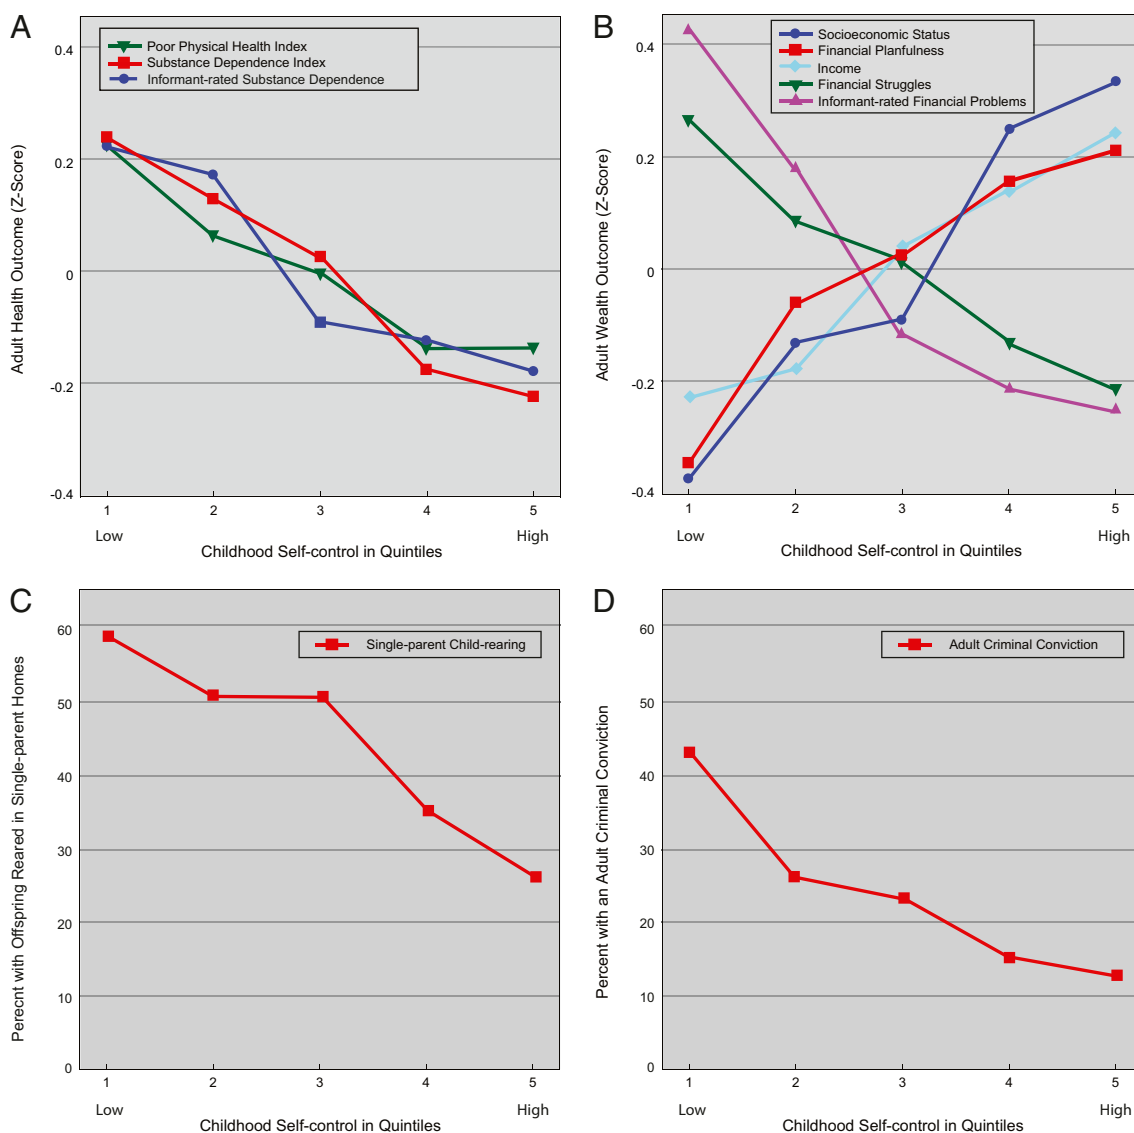 A
Poor Physical Health Index
Substance Dependence Index
Informant-rated Substance Dependence
Adult Health Outcome (Z-Score)
0.4
0.2
0
-0.2
-0.4
1 2 3 4 5
Low High
Childhood Self-control in Quintiles
B
Socioeconomic Status
Financial Planfulness
Income
Financial Struggles
Informant-rated Financial Problems
Adult Wealth Outcome (Z-Score)
0.4
0.2
0
-0.2
-0.4
1 2 3 4 5
Low High
Childhood Self-control in Quintiles
C
Single-parent Child-rearing
Perecnt with Offspring Reared in Single-parent Homes
60
50
40
30
20
10
0
1 2 3 4 5
Low High
Childhood Self-control in Quintiles
D
Adult Criminal Conviction
Percent with an Adult Criminal Conviction
60
50
40
30
20
10
0
1 2 3 4 5
Low High
Childhood Self-control in Quintiles